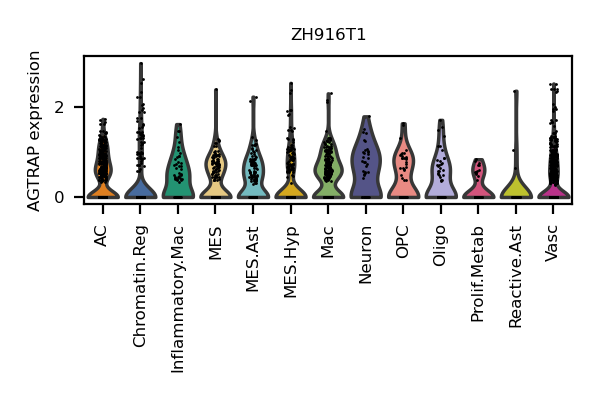 ZH916T1
AGTRAP expression
2
0
AC
Chromatin.Reg
Inflammatory.Mac
MES
MES.Ast
MES.Hyp
Mac
Neuron
OPC
Oligo
Prolif.Metab
Reactive.Ast
Vasc